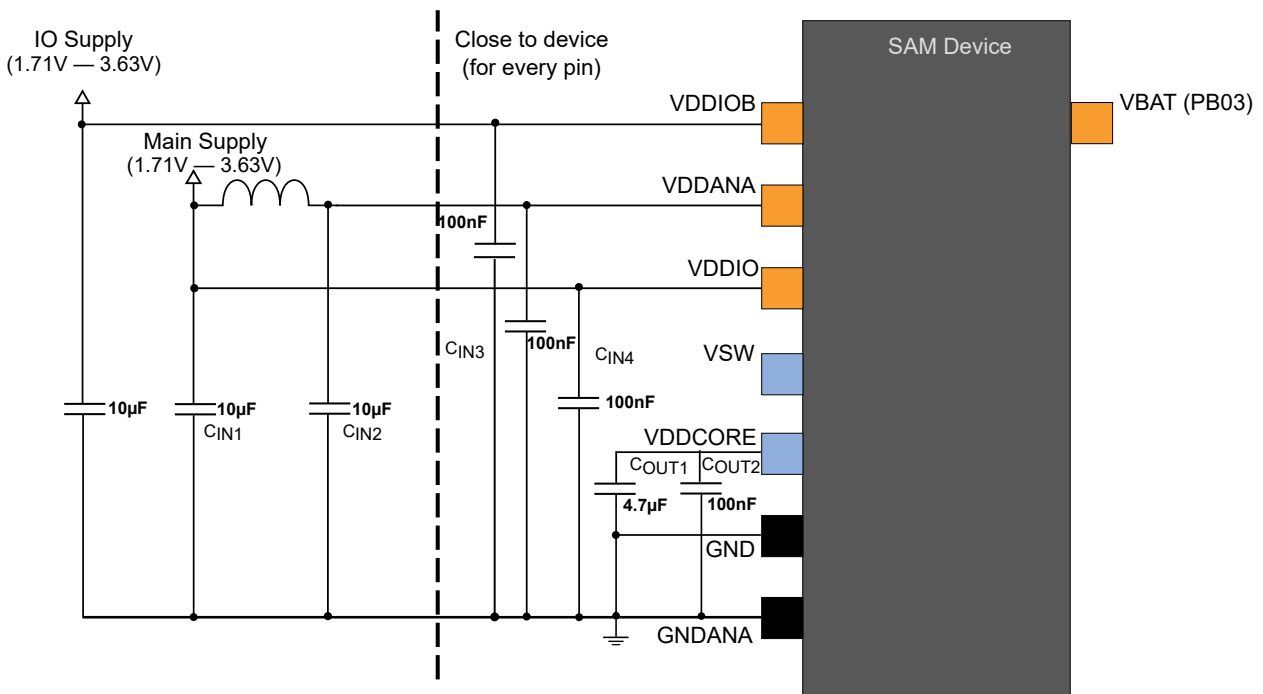 IO Supply
(1.71V — 3.63V)
Close to device
(for every pin)
SAM Device
VDDIOB
VBAT (PB03)
Main Supply
(1.71V — 3.63V)
VDDANA
100nF
VDDIO
CIN3
100nF
CIN4
VSW
10µF
10µF
CIN1
10µF
CIN2
100nF
VDDCORE
COUT1
COUT2
4.7µF
100nF
GND
GNDANA